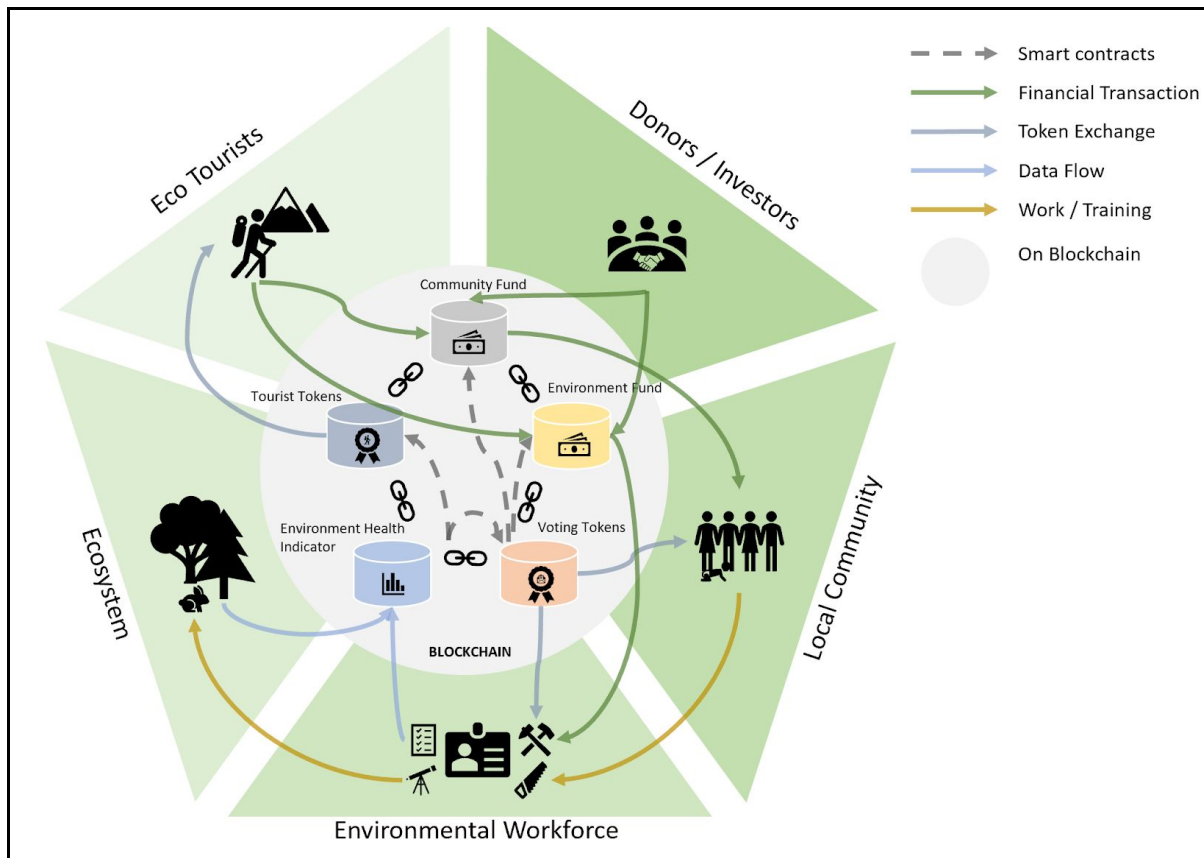 Smart contracts
Financial Transaction
Token Exchange
Data Flow
Work / Training
On Blockchain
Eco Tourists
Donors / Investors
Community Fund
Tourist Tokens
Environment Fund
Environment Health
Indicator
Voting Tokens
BLOCKCHAIN
Ecosystem
Local Community
Environmental Workforce